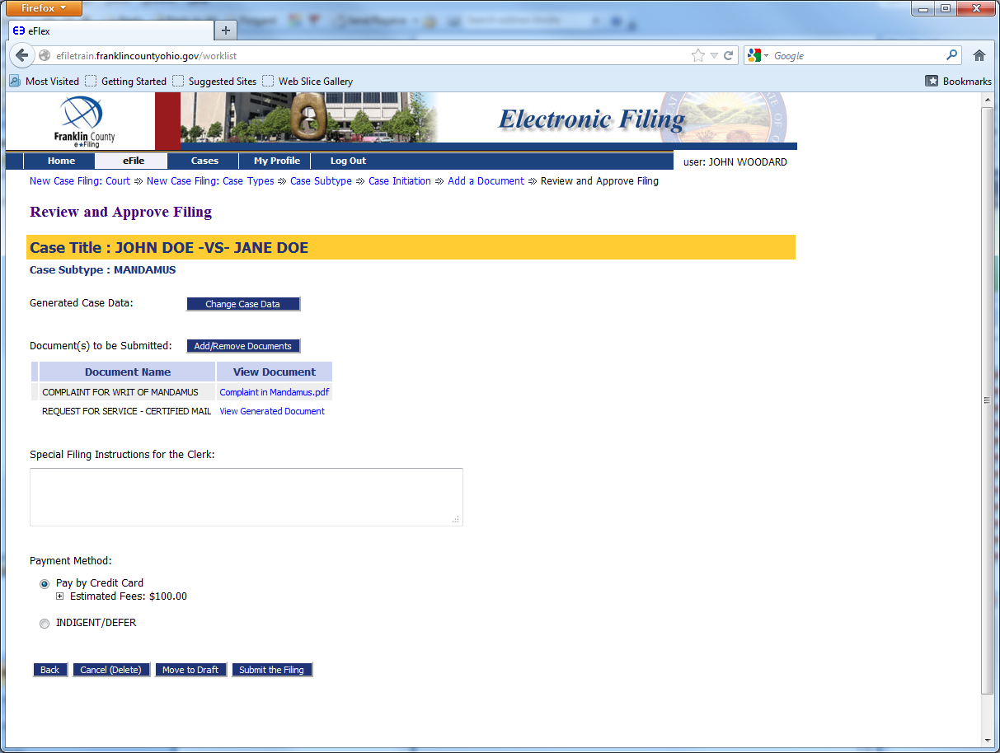 Firefox
eFlex
efiletrain.franklincountyohio.gov/worklist
Google
Most Visited Getting Started Suggested Sites Web Slice Gallery Bookmarks
Franklin County
e★Filing
Electronic Filing
Home eFile Cases My Profile Log Out user: JOHN WOODARD
New Case Filing: Court ⇒ New Case Filing: Case Types ⇒ Case Subtype ⇒ Case Initiation ⇒ Add a Document ⇒ Review and Approve Filing
Review and Approve Filing
Case Title : JOHN DOE -VS- JANE DOE
Case Subtype : MANDAMUS
Generated Case Data: Change Case Data
Document(s) to be Submitted: Add/Remove Documents
Document Name View Document
COMPLAINT FOR WRIT OF MANDAMUS Complaint in Mandamus.pdf
REQUEST FOR SERVICE - CERTIFIED MAIL View Generated Document
Special Filing Instructions for the Clerk:
Payment Method:
Pay by Credit Card
Estimated Fees: $100.00
INDIGENT/DEFER
Back Cancel (Delete) Move to Draft Submit the Filing